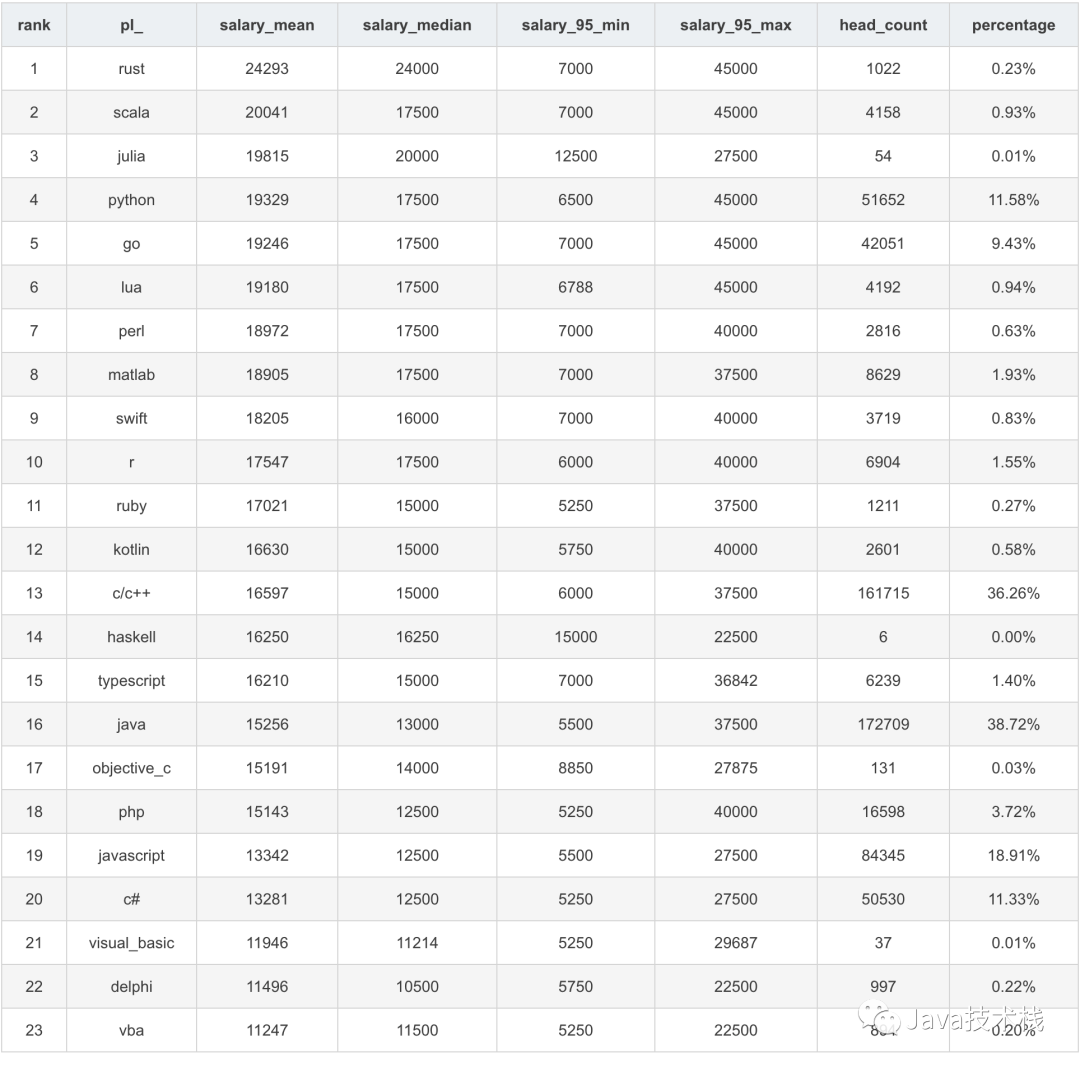 rank pl_ salary_mean salary_median salary_95_min salary_95_max head_count percentage
1 rust 24293 24000 7000 45000 1022 0.23%
2 scala 20041 17500 7000 45000 4158 0.93%
3 julia 19815 20000 12500 27500 54 0.01%
4 python 19329 17500 6500 45000 51652 11.58%
5 go 19246 17500 7000 45000 42051 9.43%
6 lua 19180 17500 6788 45000 4192 0.94%
7 perl 18972 17500 7000 40000 2816 0.63%
8 matlab 18905 17500 7000 37500 8629 1.93%
9 swift 18205 16000 7000 40000 3719 0.83%
10 r 17547 17500 6000 40000 6904 1.55%
11 ruby 17021 15000 5250 37500 1211 0.27%
12 kotlin 16630 15000 5750 40000 2601 0.58%
13 c/c++ 16597 15000 6000 37500 161715 36.26%
14 haskell 16250 16250 15000 22500 6 0.00%
15 typescript 16210 15000 7000 36842 6239 1.40%
16 java 15256 13000 5500 37500 172709 38.72%
17 objective_c 15191 14000 8850 27875 131 0.03%
18 php 15143 12500 5250 40000 16598 3.72%
19 javascript 13342 12500 5500 27500 84345 18.91%
20 c# 13281 12500 5250 27500 50530 11.33%
21 visual_basic 11946 11214 5250 29687 37 0.01%
22 delphi 11496 10500 5750 22500 997 0.22%
23 vba 11247 11500 5250 22500 0.20%
Java技术栈